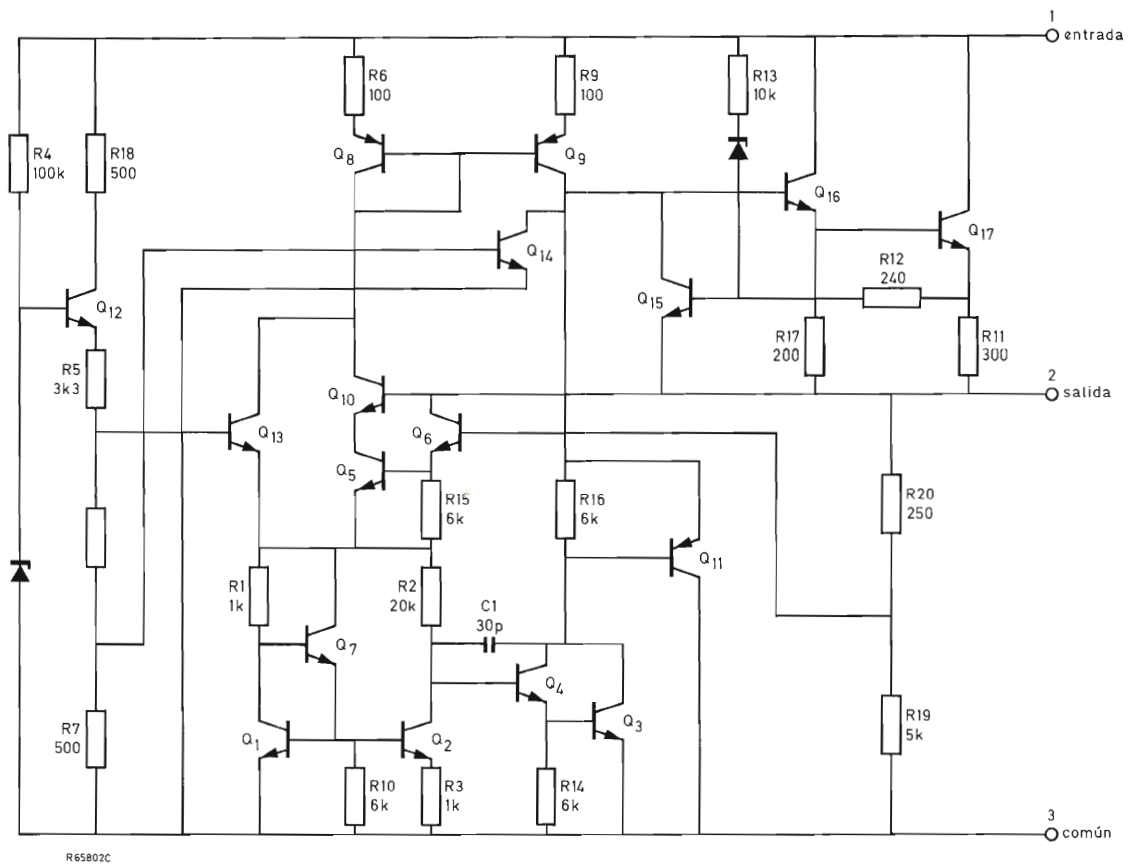 1
entrada
R6
100
R9
100
R13
10k
R4
100k
R18
500
Q8
Q9
Q16
Q17
Q14
R12
240
Q12
Q15
R5
3k3
R17
200
R11
300
2
salida
Q10
Q13
Q6
Q5
R15
6k
R16
6k
R20
250
Q11
R1
1k
R2
20k
C1
30p
Q7
Q4
R7
500
Q1
Q2
Q3
R19
5k
R10
6k
R3
1k
R14
6k
3
común
R65802C